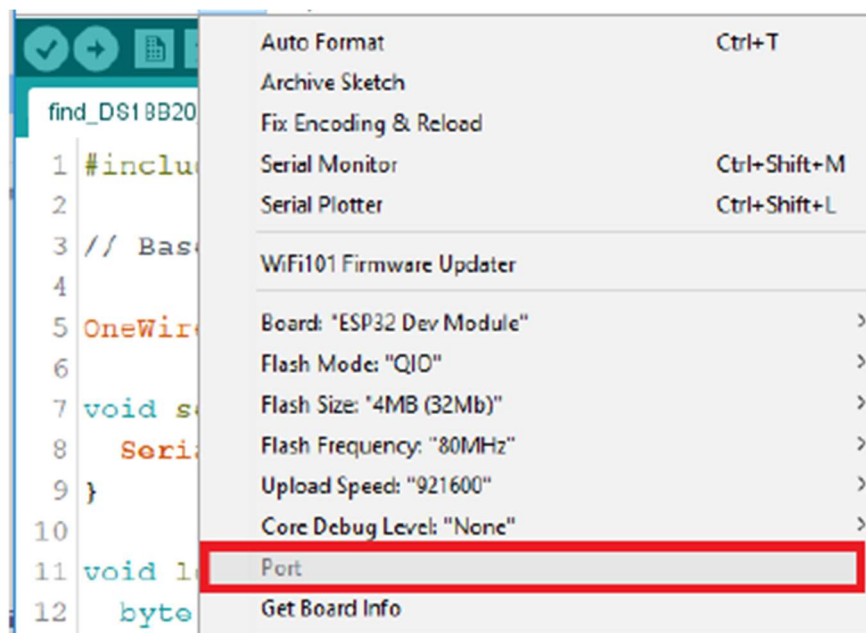 Auto Format Ctrl+T
Archive Sketch
find_DS18B20_ Fix Encoding & Reload
1 #inclu Serial Monitor Ctrl+Shift+M
2 Serial Plotter Ctrl+Shift+L
3 // Bas
WiFi101 Firmware Updater
4
5 OneWir Board: "ESP32 Dev Module"
6 Flash Mode: "QIO"
7 void s Flash Size: "4MB (32Mb)"
8 Seri Flash Frequency: "80MHz"
9 } Upload Speed: "921600"
10 Core Debug Level: "None"
11 void l Port
12 byte Get Board Info